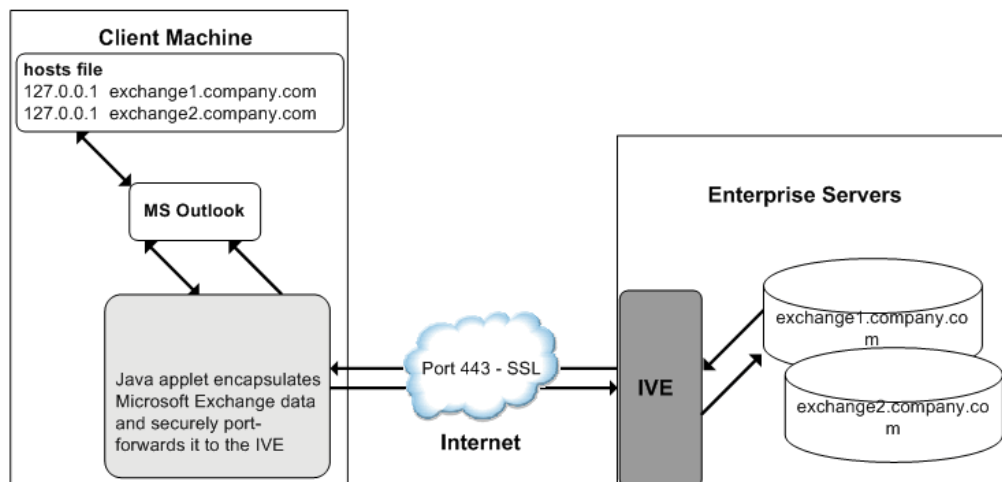 Client Machine
hosts file
127.0.0.1 exchange1.company.com
127.0.0.1 exchange2.company.com
MS Outlook
Java applet encapsulates
Microsoft Exchange data
and securely port-
forwards it to the IVE
Port 443 - SSL
Internet
Enterprise Servers
IVE
exchange1.company.co
m
exchange2.company.co
m